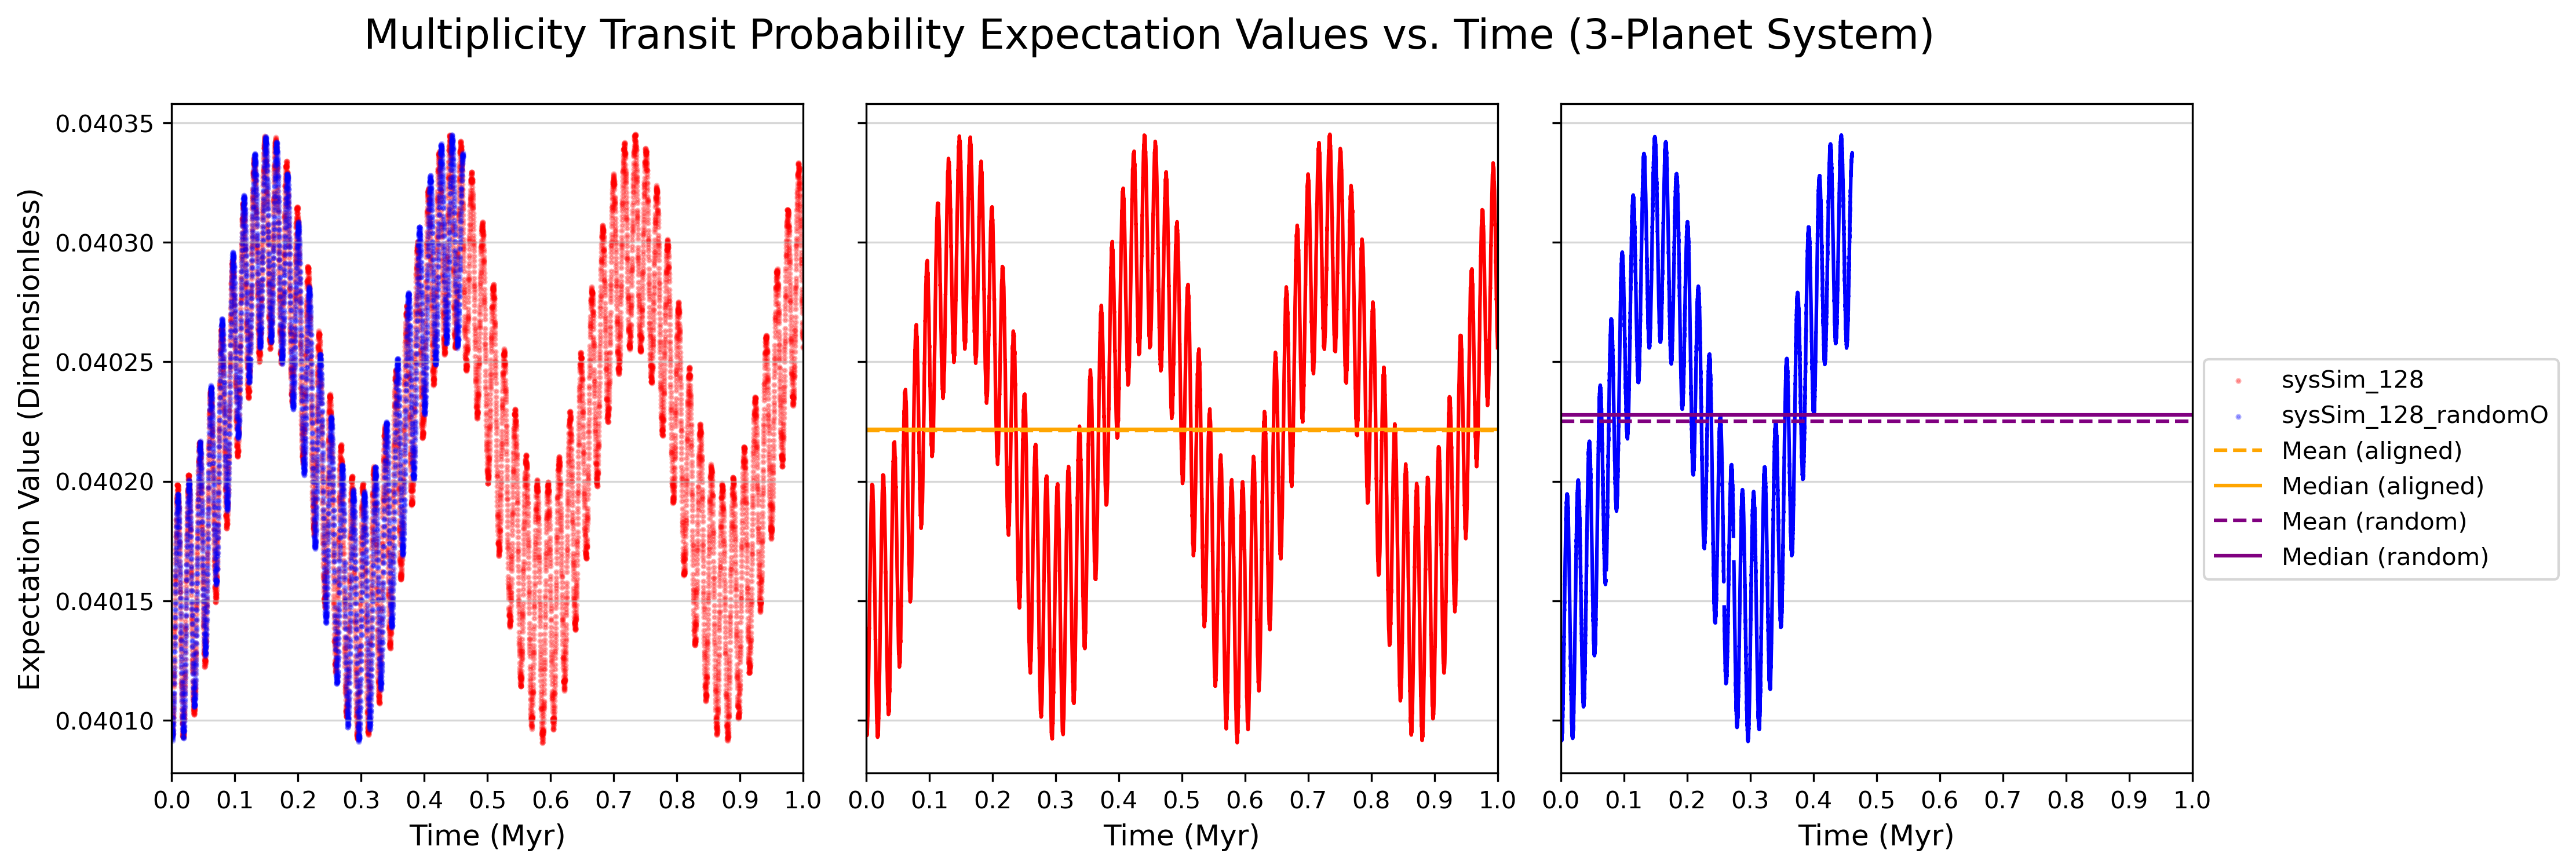 Multiplicity Transit Probability Expectation Values vs. Time (3-Planet System)
Expectation Value (Dimensionless)
0.04035
0.04030
0.04025
0.04020
0.04015
0.04010
0.0 0.1 0.2 0.3 0.4 0.5 0.6 0.7 0.8 0.9 1.0
Time (Myr)
0.0 0.1 0.2 0.3 0.4 0.5 0.6 0.7 0.8 0.9 1.0
Time (Myr)
0.0 0.1 0.2 0.3 0.4 0.5 0.6 0.7 0.8 0.9 1.0
Time (Myr)
sysSim_128
sysSim_128_randomO
Mean (aligned)
Median (aligned)
Mean (random)
Median (random)